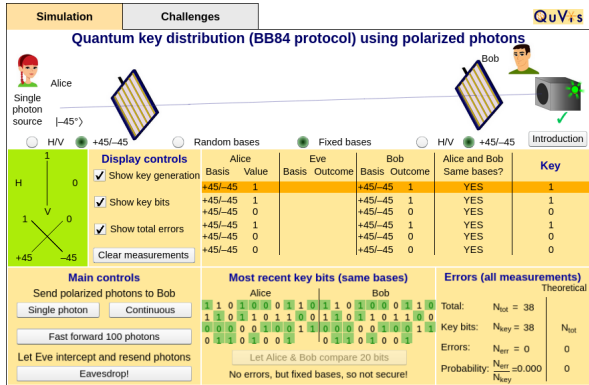 Simulation Challenges QuVis
Quantum key distribution (BB84 protocol) using polarized photons
Alice
Bob
Single
photon
source |–45°⟩
H/V +45/–45 Random bases Fixed bases H/V +45/–45 Introduction
1
H 0
V
1 0
+45 –45
Display controls
Show key generation
Show key bits
Show total errors
Clear measurements
Alice Eve Bob Alice and Bob Key
Basis Value Basis Outcome Basis Outcome Same bases?
+45/–45 1 +45/–45 1 YES 1
+45/–45 1 +45/–45 1 YES 1
+45/–45 0 +45/–45 0 YES 0
+45/–45 1 +45/–45 1 YES 1
+45/–45 0 +45/–45 0 YES 0
+45/–45 0 +45/–45 0 YES 0
Main controls
Send polarized photons to Bob
Single photon Continuous
Fast forward 100 photons
Let Eve intercept and resend photons
Eavesdrop!
Most recent key bits (same bases)
Alice Bob
Let Alice & Bob compare 20 bits
No errors, but fixed bases, so not secure!
Errors (all measurements)
Theoretical
Total: Ntot = 38
Key bits: Nkey = 38 Ntot
Errors: Nerr = 0 0
Probability: Nerr/Nkey =0.000 0